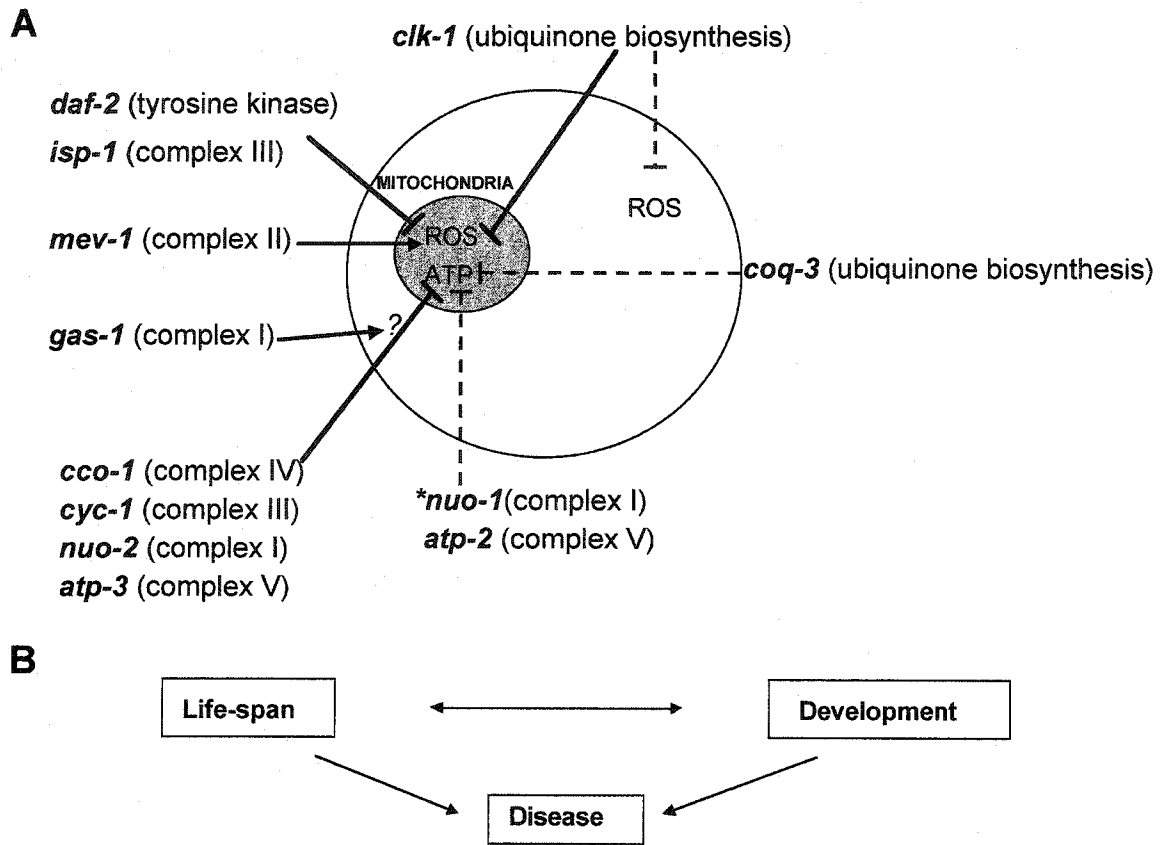 A
clk-1 (ubiquinone biosynthesis)
daf-2 (tyrosine kinase)
isp-1 (complex III)
MITOCHONDRIA
ROS
ROS
mev-1 (complex II)
ATP
coq-3 (ubiquinone biosynthesis)
gas-1 (complex I)
?
cco-1 (complex IV)
cyc-1 (complex III)
nuo-2 (complex I)
atp-3 (complex V)
*nuo-1(complex I)
atp-2 (complex V)
B
Life-span
Development
Disease